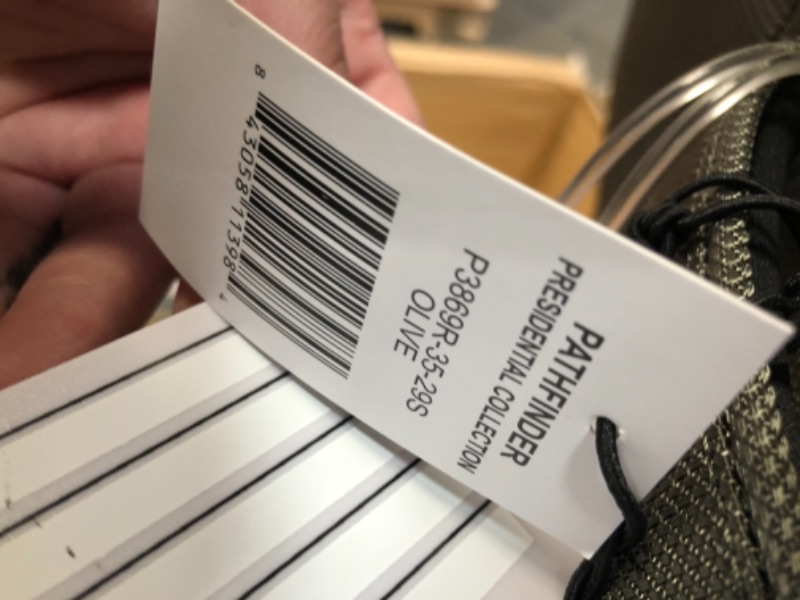 PATHFINDER
PRESIDENTIAL COLLECTION
P3869R-35-29S
OLIVE
8 43058 11398 4